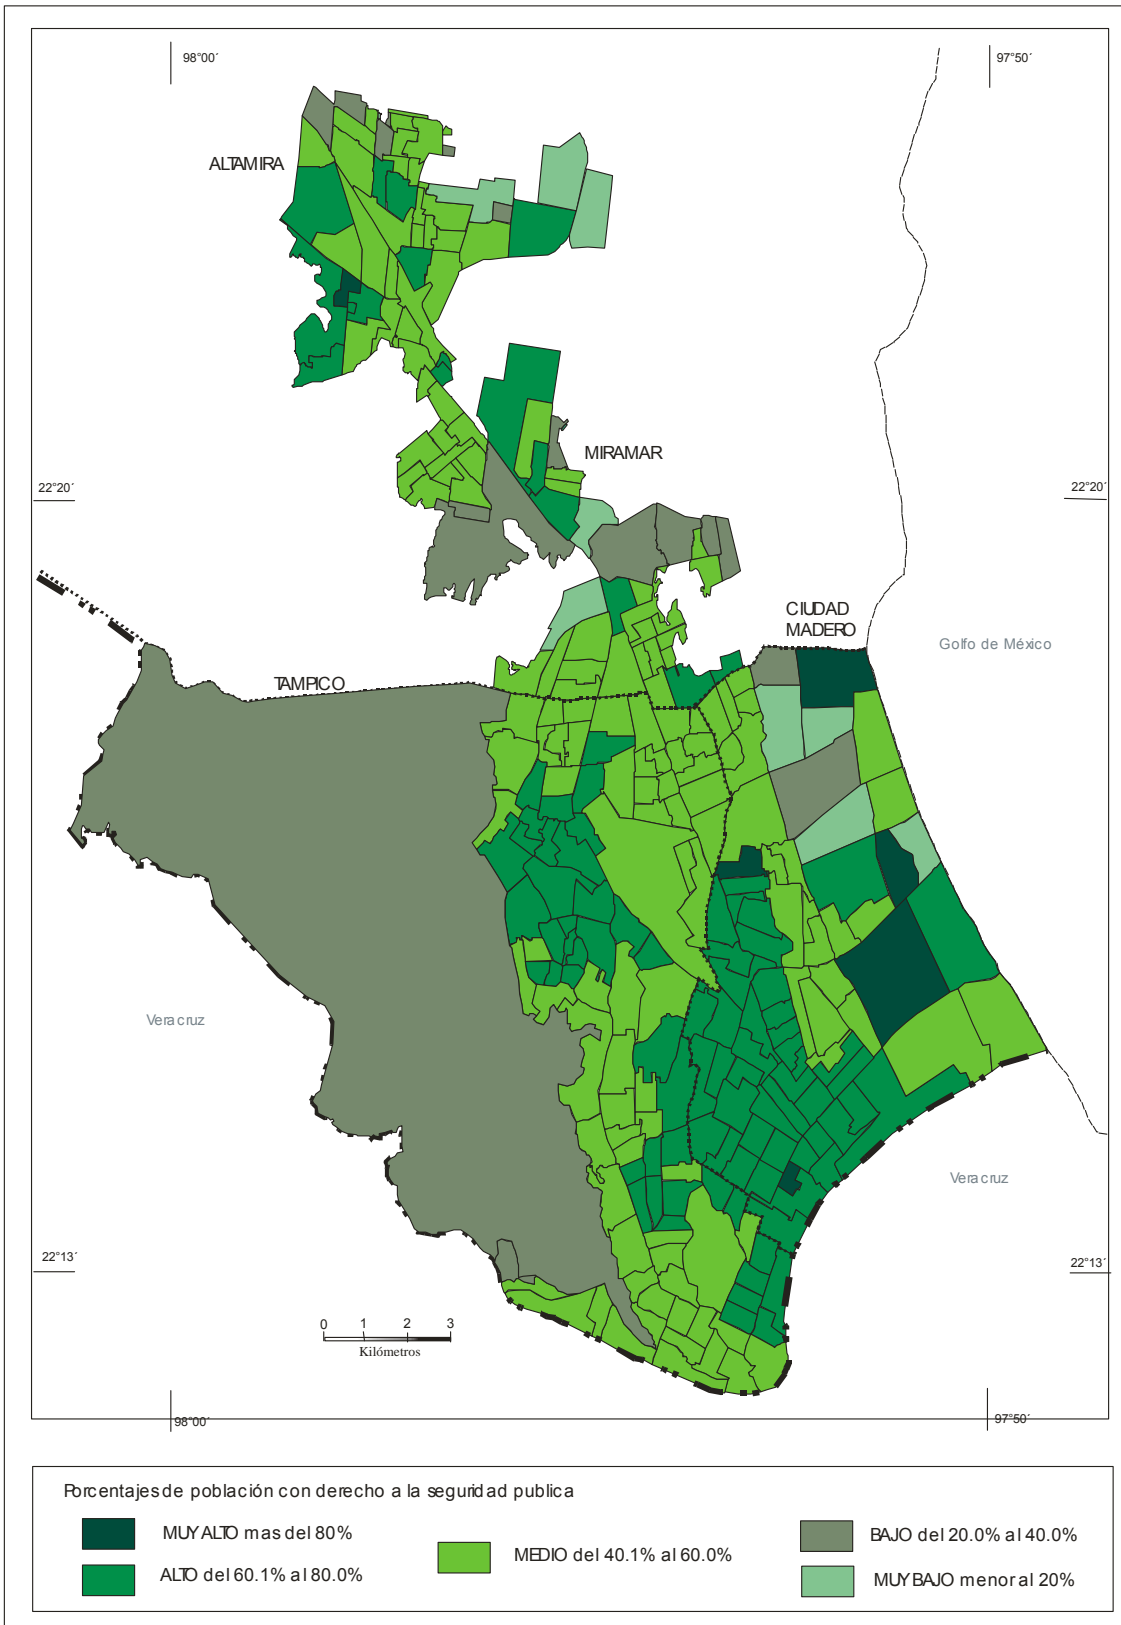 98°00´
97°50´
ALTAMIRA
MIRAMAR
22°20´
22°20´
CIUDAD
MADERO
Golfo de México
TAMPICO
Veracruz
Veracruz
22°13´
22°13´
0 1 2 3
Kilómetros
98°00´
97°50´
Porcentajes de población con derecho a la seguridad publica
MUY ALTO mas del 80%
ALTO del 60.1% al 80.0%
MEDIO del 40.1% al 60.0%
BAJO del 20.0% al 40.0%
MUY BAJO menor al 20%